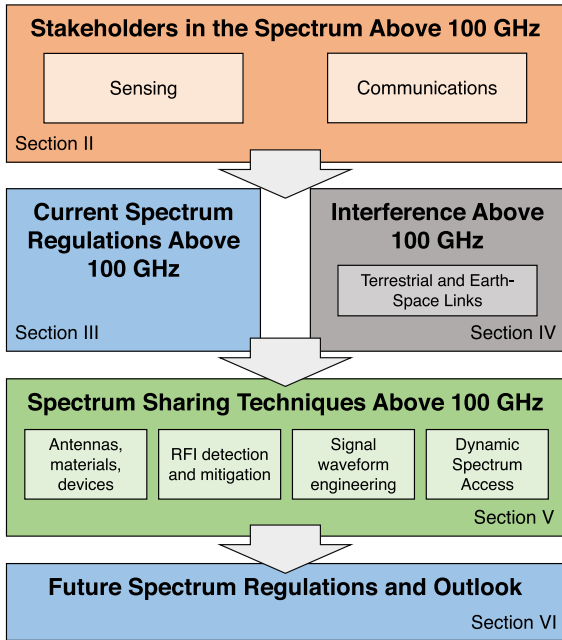 Stakeholders in the Spectrum Above 100 GHz
Sensing
Communications
Section II
Current Spectrum
Regulations Above
100 GHz
Section III
Interference Above
100 GHz
Terrestrial and Earth-
Space Links
Section IV
Spectrum Sharing Techniques Above 100 GHz
Antennas,
materials,
devices
RFI detection
and mitigation
Signal
waveform
engineering
Dynamic
Spectrum
Access
Section V
Future Spectrum Regulations and Outlook
Section VI